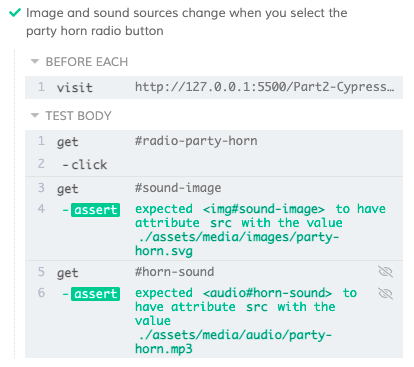 Image and sound sources change when you select the
party horn radio button
BEFORE EACH
1 visit http://127.0.0.1:5500/Part2-Cypress…
TEST BODY
1 get #radio-party-horn
2 -click
3 get #sound-image
4 -assert expected <img#sound-image> to have
attribute src with the value
./assets/media/images/party-
horn.svg
5 get #horn-sound
6 -assert expected <audio#horn-sound> to
have attribute src with the
value
./assets/media/audio/party-
horn.mp3